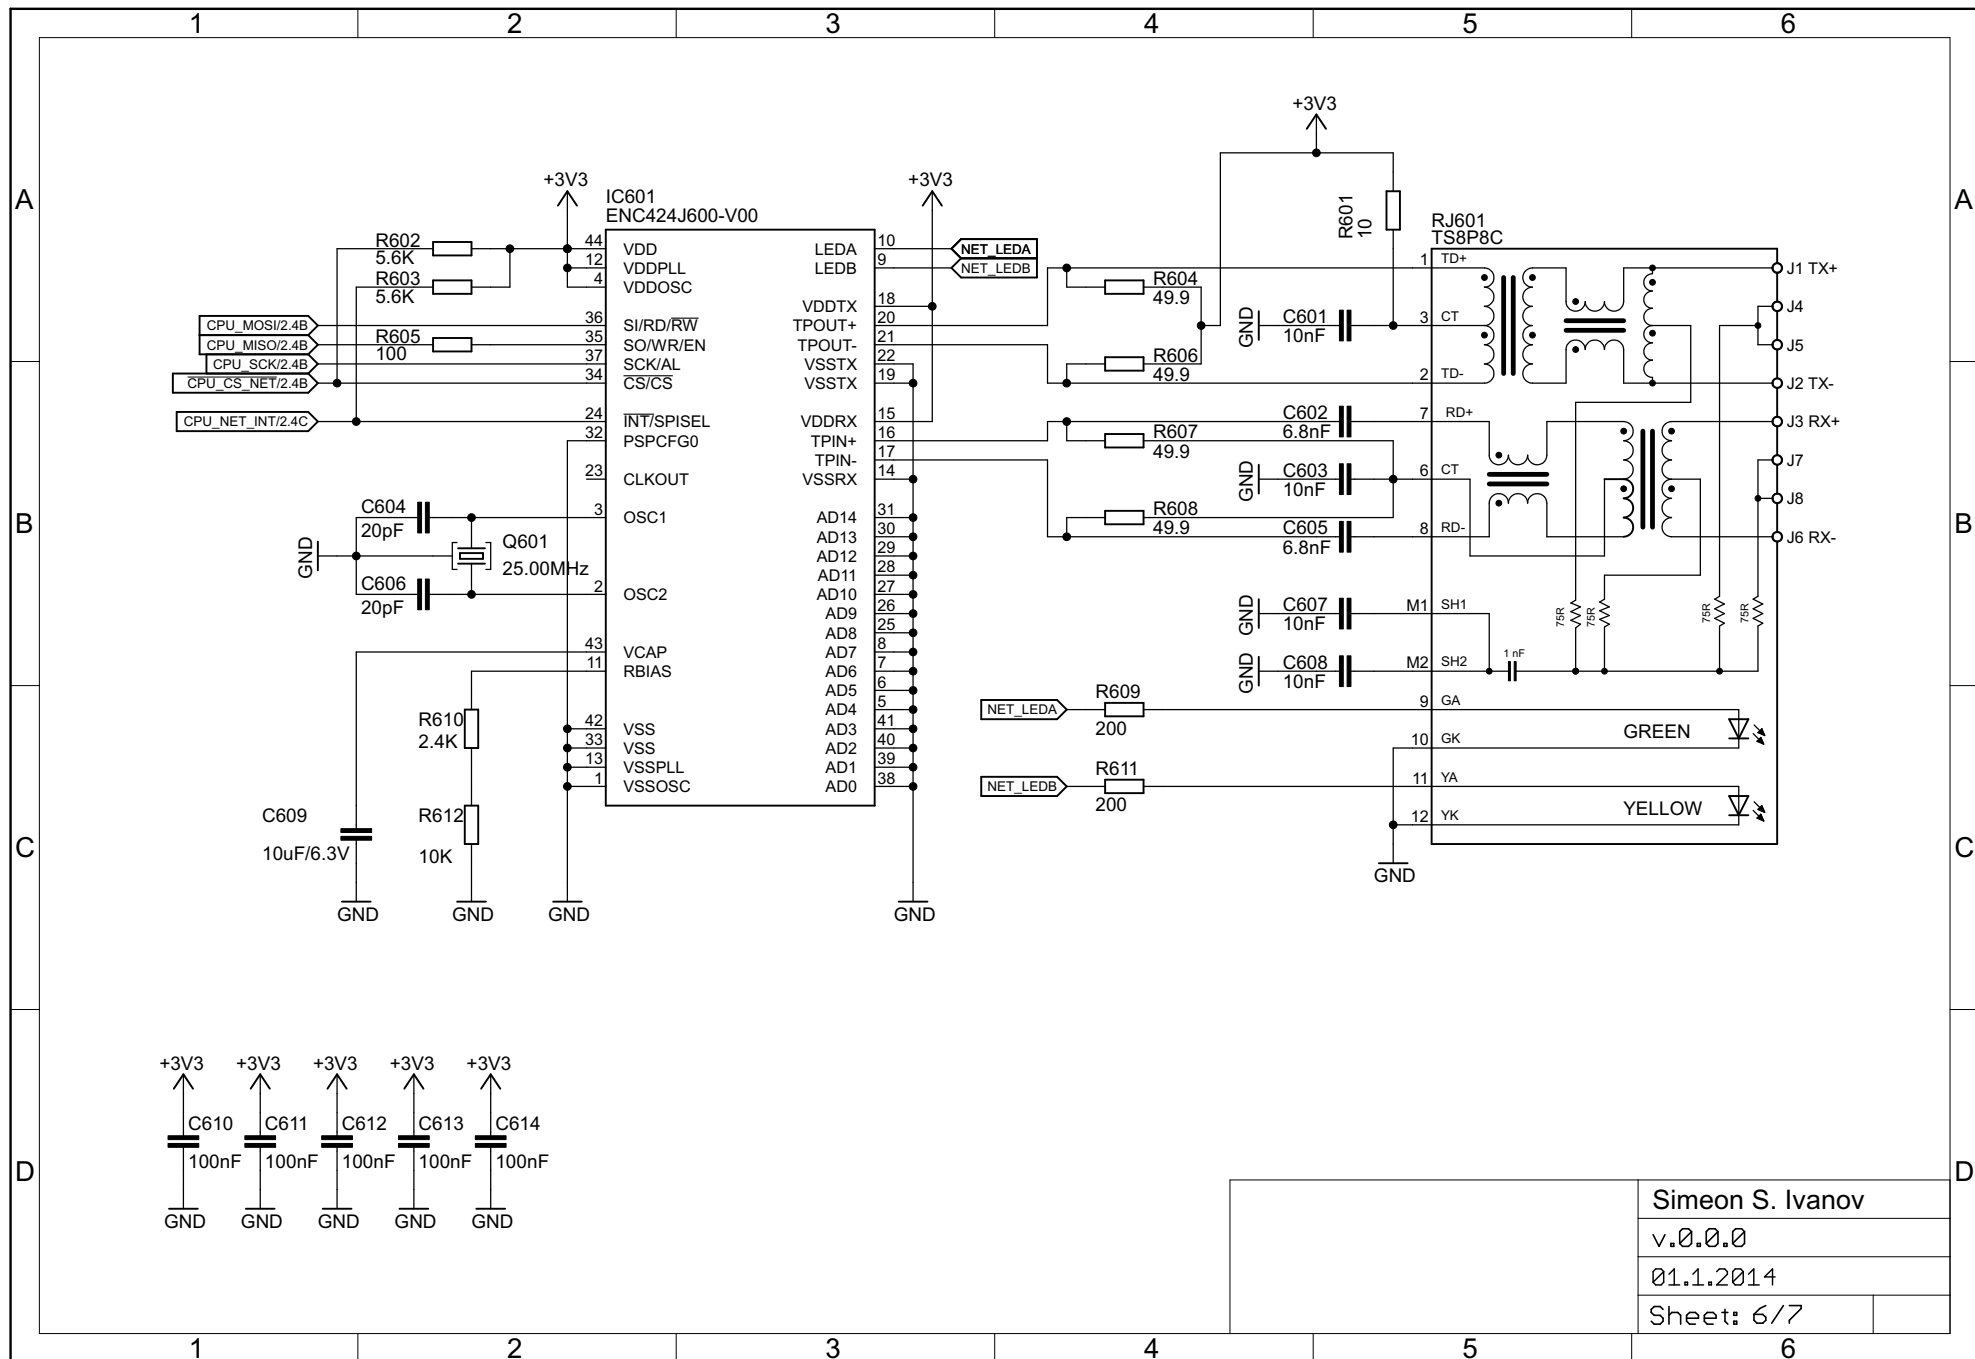 1 2 3 4 5 6
A A
B B
C C
D D
+3V3
IC601
ENC424J600-V00
+3V3
+3V3
R601
10
RJ601
TS8P8C
R602
5.6K
R603
5.6K
CPU_MOSI/2.4B
CPU_MISO/2.4B
CPU_SCK/2.4B
CPU_CS_NET/2.4B
CPU_NET_INT/2.4C
R605
100
44 VDD
12 VDDPLL
4 VDDOSC
36 SI/RD/RW
35 SO/WR/EN
37 SCK/AL
34 CS/CS
24 INT/SPISEL
32 PSPCFG0
23 CLKOUT
3 OSC1
2 OSC2
43 VCAP
11 RBIAS
42 VSS
33 VSS
13 VSSPLL
1 VSSOSC
LEDA 10
LEDB 9
VDDTX 18
TPOUT+ 20
TPOUT- 21
VSSTX 22
VSSTX 19
VDDRX 15
TPIN+ 16
TPIN- 17
VSSRX 14
AD14 31
AD13 30
AD12 29
AD11 28
AD10 27
AD9 26
AD8 25
AD7 8
AD6 7
AD5 6
AD4 5
AD3 41
AD2 40
AD1 39
AD0 38
NET_LEDA
NET_LEDB
R604
49.9
R606
49.9
R607
49.9
R608
49.9
GND
C601
10nF
C602
6.8nF
GND
C603
10nF
C605
6.8nF
GND
C607
10nF
GND
C608
10nF
1 TD+
3 CT
2 TD-
7 RD+
6 CT
8 RD-
M1 SH1
M2 SH2
9 GA
10 GK
11 YA
12 YK
J1 TX+
J4
J5
J2 TX-
J3 RX+
J7
J8
J6 RX-
75R
75R
75R
75R
1 nF
GREEN
YELLOW
NET_LEDA
R609
200
NET_LEDB
R611
200
GND
C604
20pF
GND
Q601
25.00MHz
C606
20pF
R610
2.4K
R612
10K
C609
10uF/6.3V
GND
GND
GND
GND
+3V3 +3V3 +3V3 +3V3 +3V3
C610 C611 C612 C613 C614
100nF 100nF 100nF 100nF 100nF
GND GND GND GND GND
Simeon S. Ivanov
v.0.0.0
01.1.2014
Sheet: 6/7
1 2 3 4 5 6